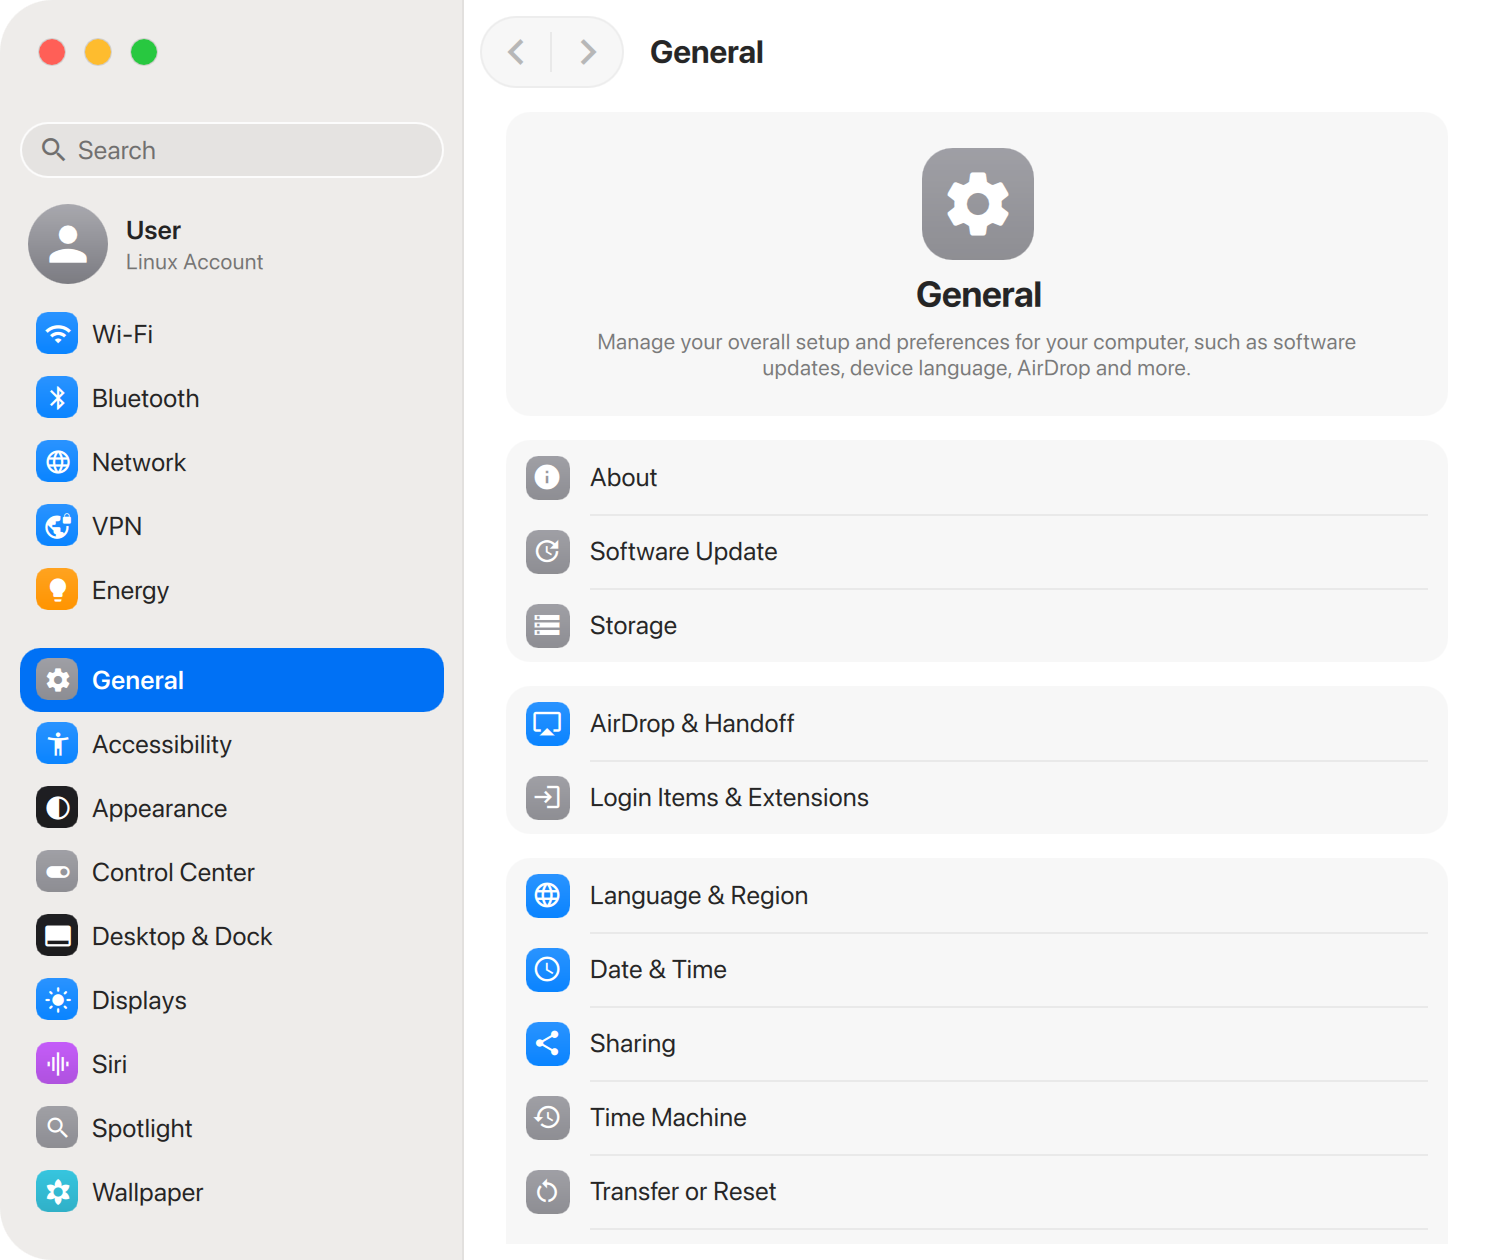 General
Search
User
Linux Account
Wi-Fi
Bluetooth
Network
VPN
Energy
General
Accessibility
Appearance
Control Center
Desktop & Dock
Displays
Siri
Spotlight
Wallpaper
General
Manage your overall setup and preferences for your computer, such as software
updates, device language, AirDrop and more.
About
Software Update
Storage
AirDrop & Handoff
Login Items & Extensions
Language & Region
Date & Time
Sharing
Time Machine
Transfer or Reset